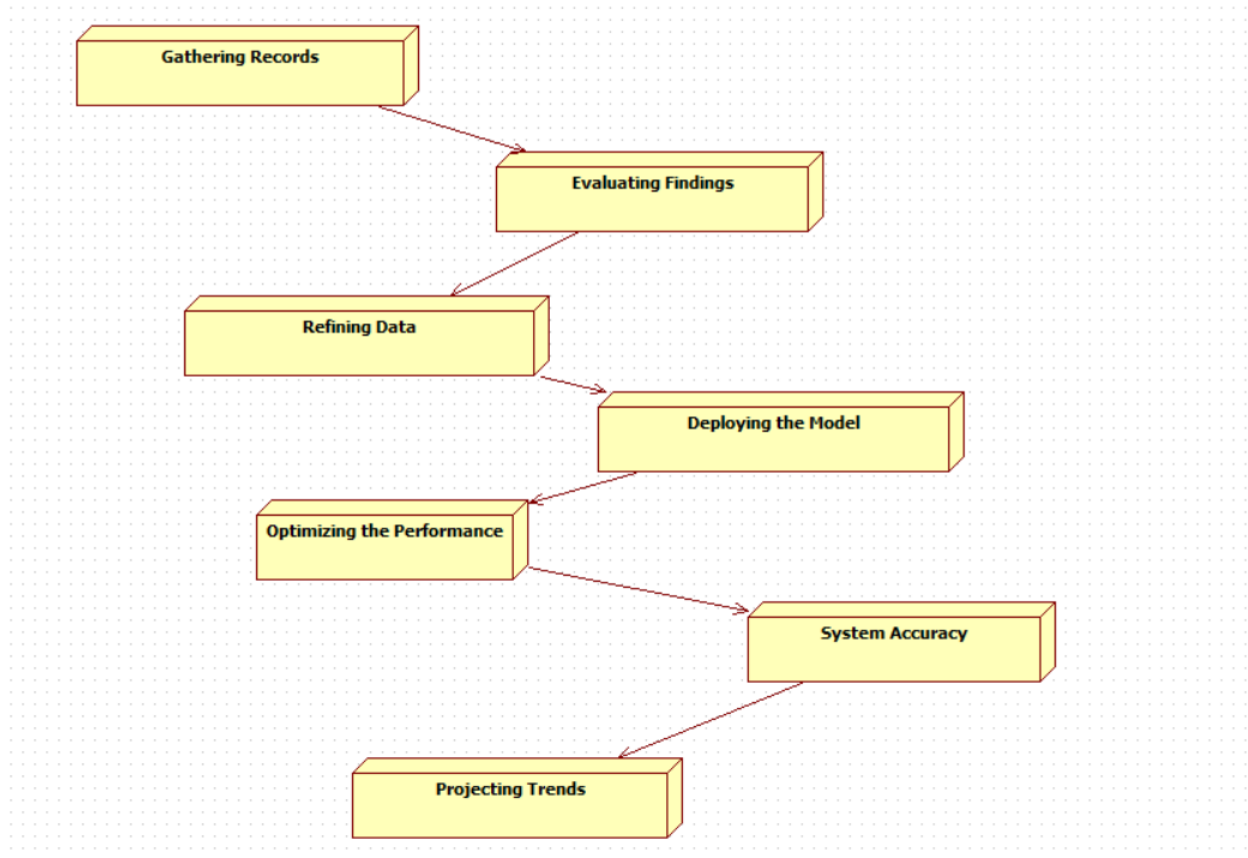 Gathering Records
Evaluating Findings
Refining Data
Deploying the Model
Optimizing the Performance
System Accuracy
Projecting Trends